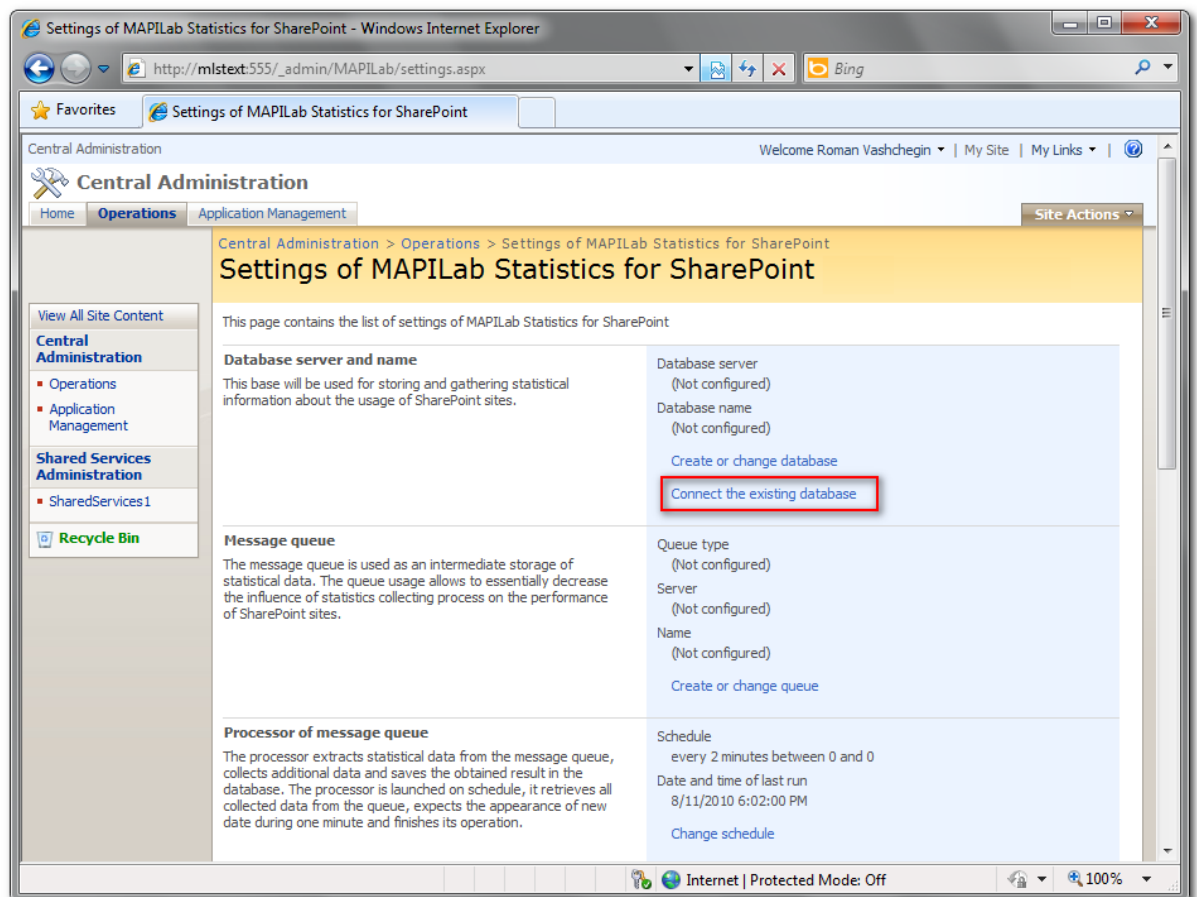 Settings of MAPILab Statistics for SharePoint - Windows Internet Explorer
http://mlstext:555/_admin/MAPILab/settings.aspx
Bing
Favorites
Settings of MAPILab Statistics for SharePoint
Central Administration
Welcome Roman Vashchegin | My Site | My Links |
Central Administration
Home Operations Application Management
Site Actions
Central Administration > Operations > Settings of MAPILab Statistics for SharePoint
Settings of MAPILab Statistics for SharePoint
View All Site Content
Central
Administration
Operations
Application
Management
Shared Services
Administration
SharedServices1
Recycle Bin
This page contains the list of settings of MAPILab Statistics for SharePoint
Database server and name
This base will be used for storing and gathering statistical
information about the usage of SharePoint sites.
Database server
(Not configured)
Database name
(Not configured)
Create or change database
Connect the existing database
Message queue
The message queue is used as an intermediate storage of
statistical data. The queue usage allows to essentially decrease
the influence of statistics collecting process on the performance
of SharePoint sites.
Queue type
(Not configured)
Server
(Not configured)
Name
(Not configured)
Create or change queue
Processor of message queue
The processor extracts statistical data from the message queue,
collects additional data and saves the obtained result in the
database. The processor is launched on schedule, it retrieves all
collected data from the queue, expects the appearance of new
date during one minute and finishes its operation.
Schedule
every 2 minutes between 0 and 0
Date and time of last run
8/11/2010 6:02:00 PM
Change schedule
Internet | Protected Mode: Off
100%